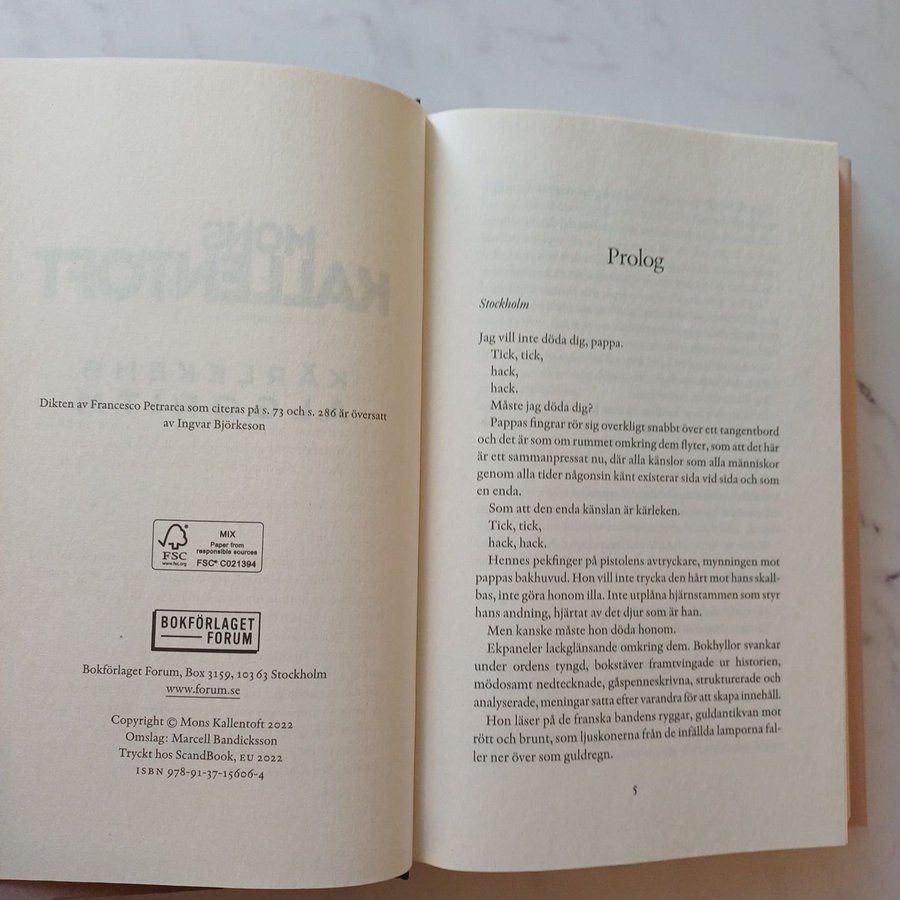 Dikten av Francesco Petrarca som citeras på s. 73 och s. 286 är översatt
av Ingvar Björkeson
FSC
www.fsc.org
MIX
Paper from
responsible sources
FSC® C021394
BOKFÖRLAGET
FORUM
Bokförlaget Forum, Box 3159, 103 63 Stockholm
www.forum.se
Copyright © Mons Kallentoft 2022
Omslag: Marcell Bandicksson
Tryckt hos ScandBook, EU 2022
ISBN 978-91-37-15606-4
Prolog
Stockholm
Jag vill inte döda dig, pappa.
Tick, tick,
hack,
hack.
Måste jag döda dig?
Pappas fingrar rör sig overkligt snabbt över ett tangentbord
och det är som om rummet omkring dem flyter, som att det här
är ett sammanpressat nu, där alla känslor som alla människor
genom alla tider någonsin känt existerar sida vid sida och som
en enda.
Som att den enda känslan är kärleken.
Tick, tick,
hack, hack.
Hennes pekfinger på pistolens avtryckare, mynningen mot
pappas bakhuvud. Hon vill inte trycka den hårt mot hans skall-
bas, inte göra honom illa. Inte utplåna hjärnstammen som styr
hans andning, hjärtat av det djur som är han.
Men kanske måste hon döda honom.
Ekpaneler lackglänsande omkring dem. Bokhyllor svankar
under ordens tyngd, bokstäver framtvingade ur historien,
mödosamt nedtecknade, gåspenneskrivna, strukturerade och
analyserade, meningar satta efter varandra för att skapa innehåll.
Hon läser på de franska bandens ryggar, guldantikvan mot
rött och brunt, som ljuskonerna från de infällda lamporna fal-
ler ner över som guldregn.
5